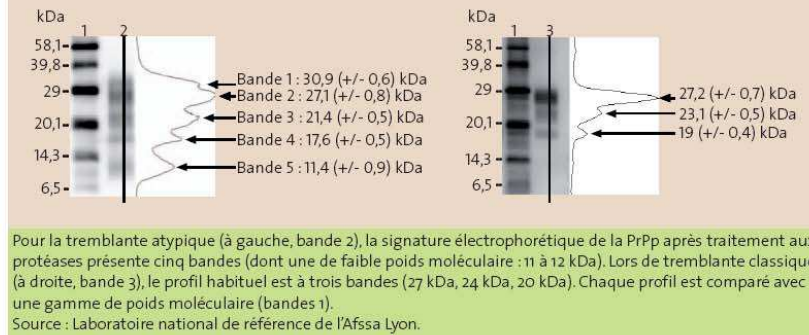 kDa
1 2
58,1
39,8
29
20,1
14,3
6,5
Bande 1 : 30,9 (+/- 0,6) kDa
Bande 2 : 27,1 (+/- 0,8) kDa
Bande 3 : 21,4 (+/- 0,5) kDa
Bande 4 : 17,6 (+/- 0,5) kDa
Bande 5 : 11,4 (+/- 0,9) kDa
kDa
1 3
58,1
39,8
29
20,1
14,3
6,5
27,2 (+/- 0,7) kDa
23,1 (+/- 0,5) kDa
19 (+/- 0,4) kDa
Pour la tremblante atypique (à gauche, bande 2), la signature électrophorétique de la PrPp après traitement aux
protéases présente cinq bandes (dont une de faible poids moléculaire : 11 à 12 kDa). Lors de tremblante classique
(à droite, bande 3), le profil habituel est à trois bandes (27 kDa, 24 kDa, 20 kDa). Chaque profil est comparé avec
une gamme de poids moléculaire (bandes 1).
Source : Laboratoire national de référence de l'Afssa Lyon.